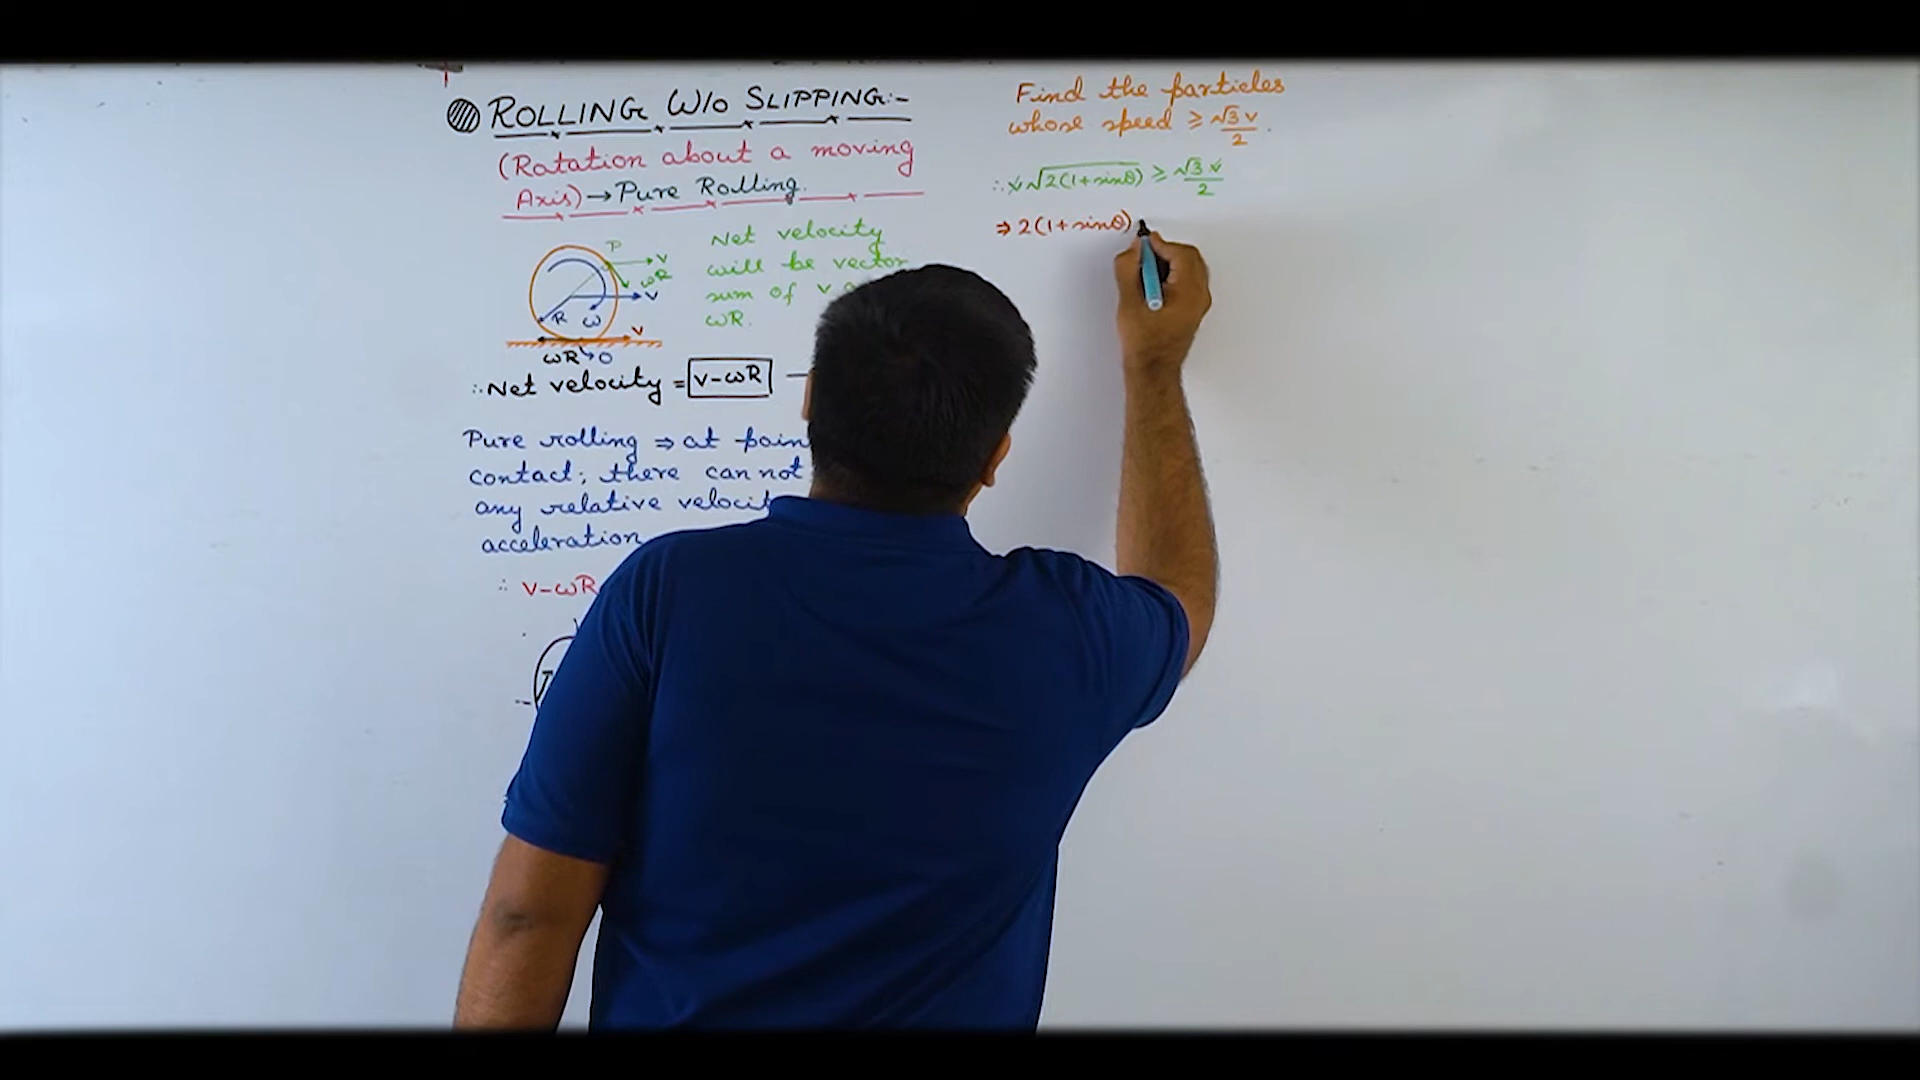 ROLLING W/O SLIPPING:-
(Rotation about a moving
Axis)→Pure Rolling.
P
v
ωR
v
R
ω
v
ωR
0
Net velocity
will be vector
sum of v
ωR.
∴Net velocity = v-ωR
Pure rolling ⇒ at
contact; there can not
any relative
acceleration
∴ v-ωR
Find the particles
whose speed ≥ √3 v/2.
∴ v√2(1+sinθ) ≥ √3 v/2
⇒ 2(1+sinθ)